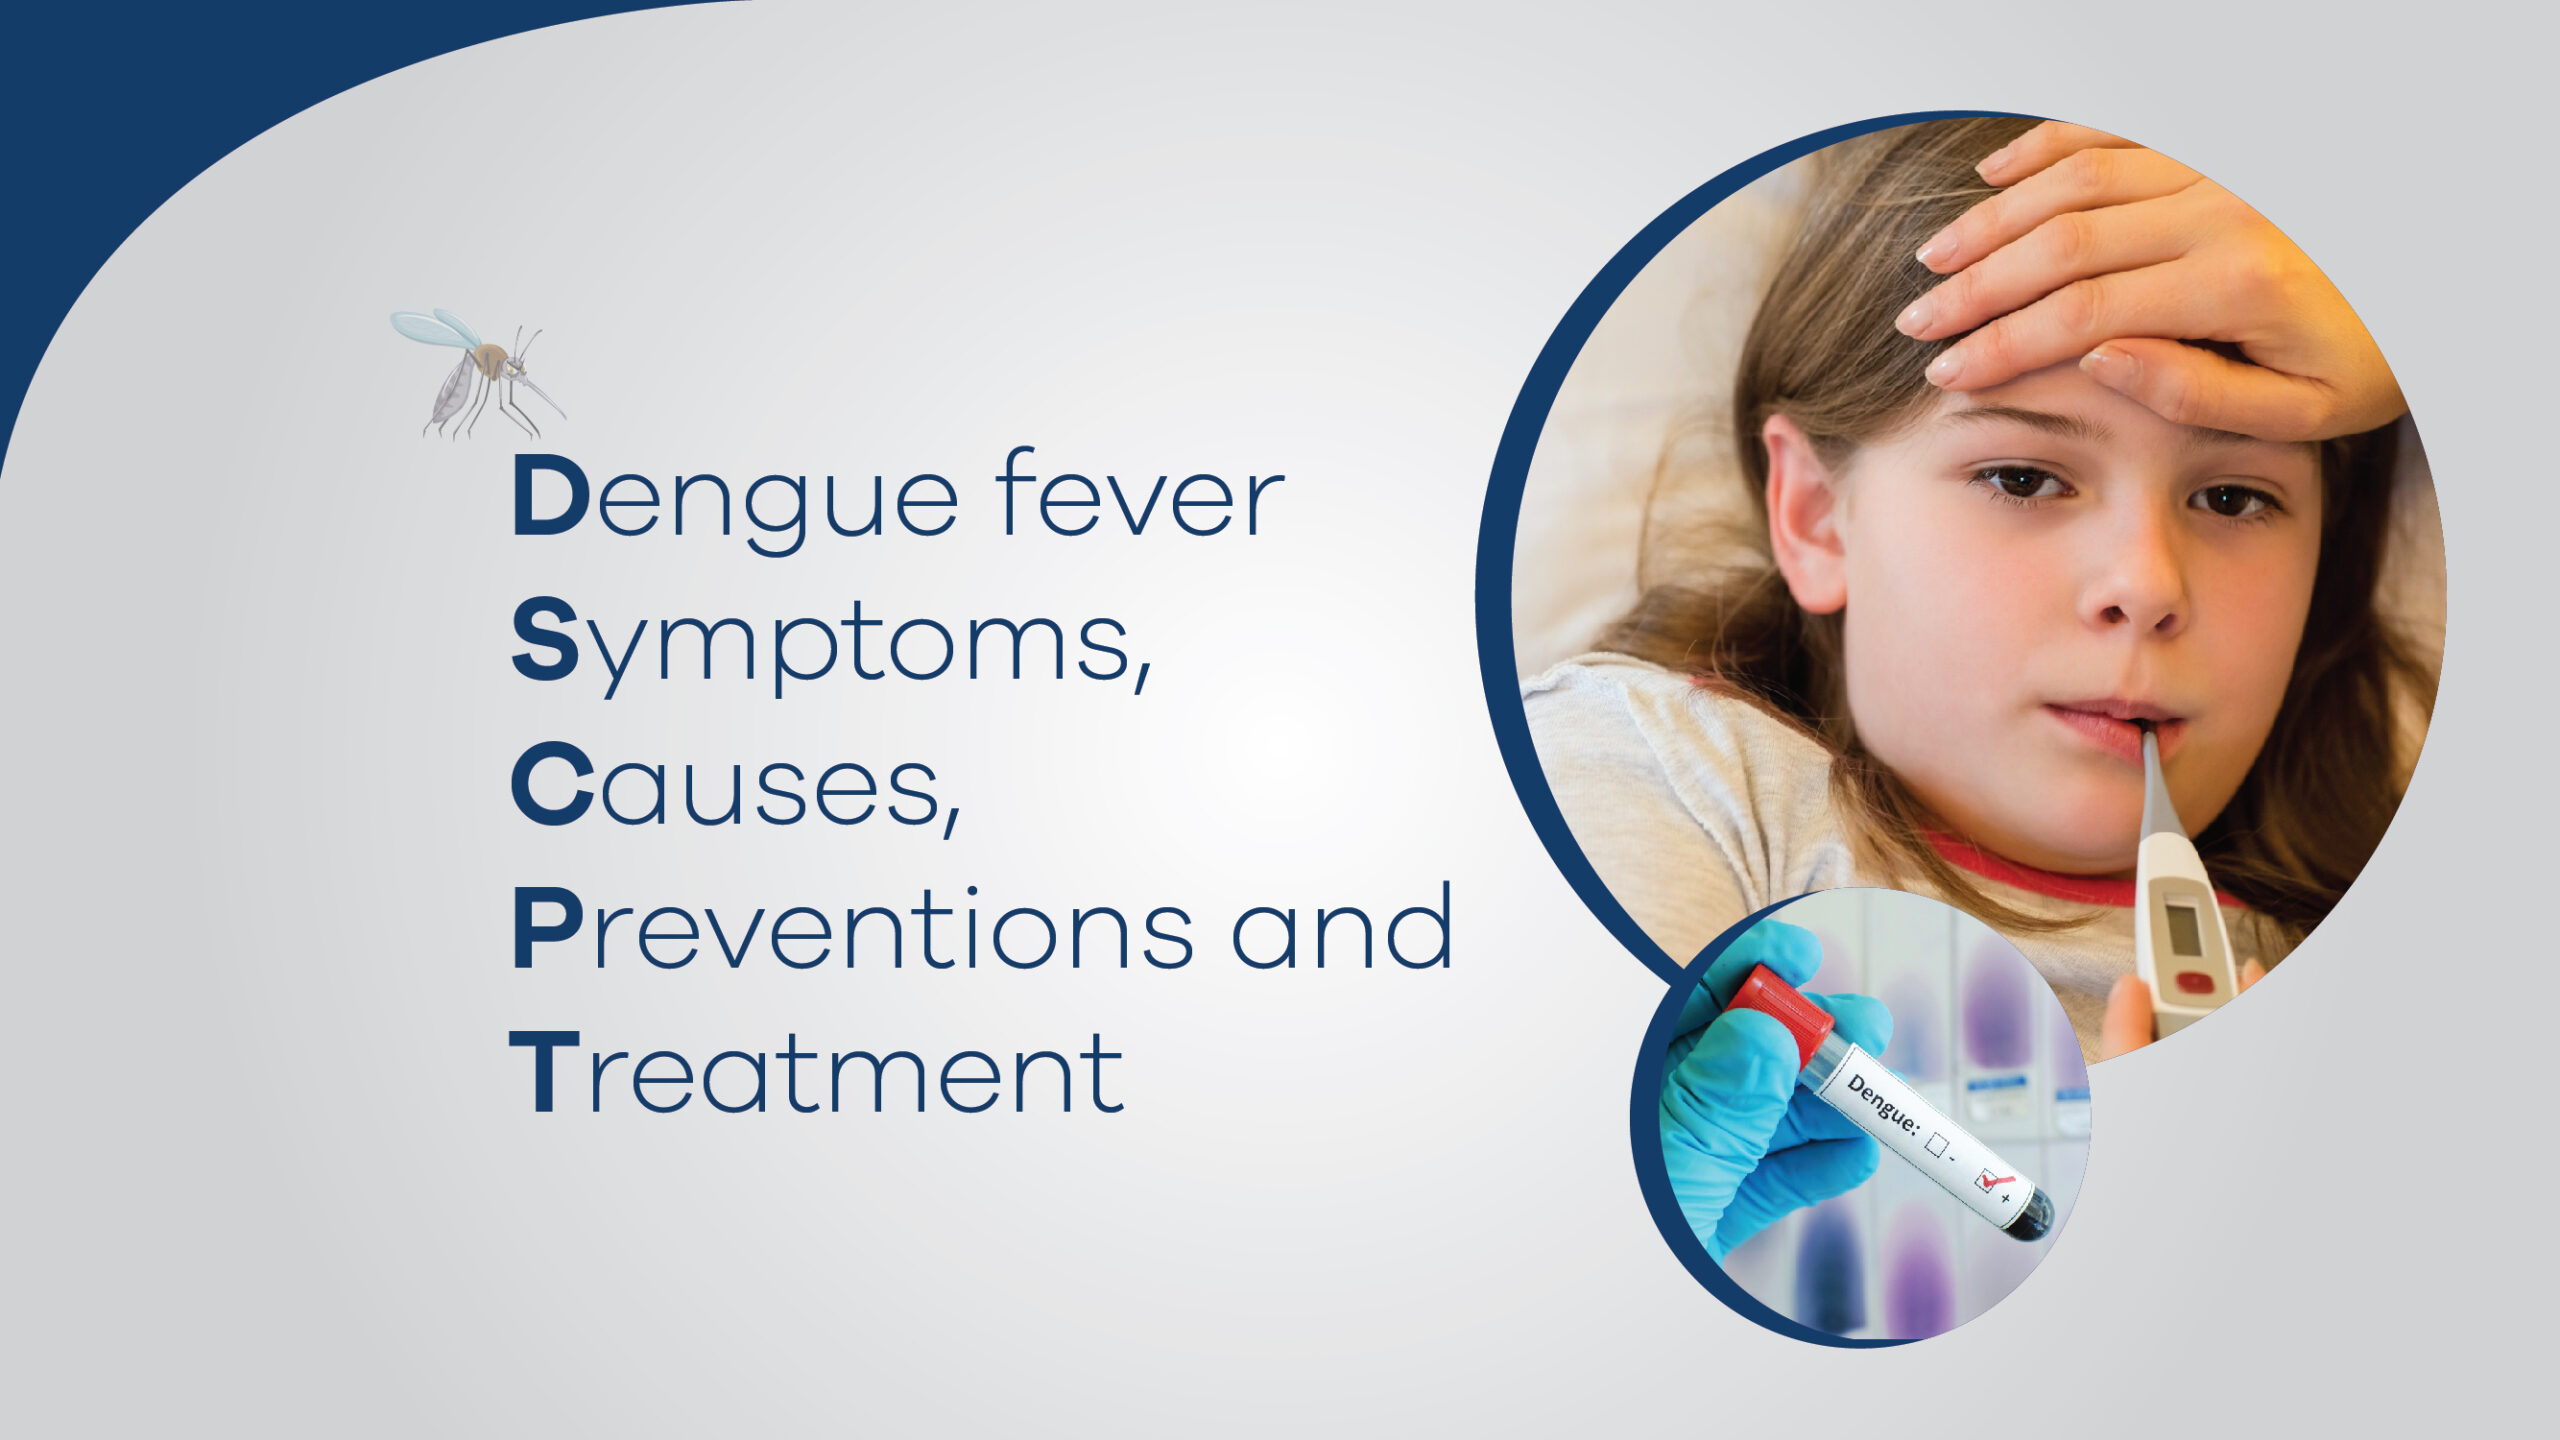 Dengue fever
Symptoms,
Causes,
Preventions and
Treatment
Dengue: ☐ - ☑ +